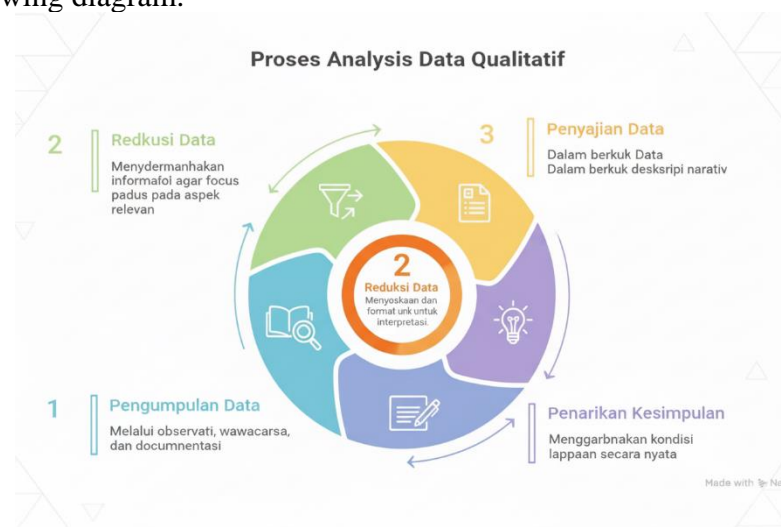 wing diagram.
Proses Analysis Data Qualitatif
2
Redkusi Data
Menydermanhakan
informafoi agar focus
padus pada aspek
relevan
3
Penyajian Data
Dalam berkuk Data
Dalam berkuk desksripi narativ
2
Reduksi Data
Menyoskaan dan
format unk untuk
interpretasi.
1
Pengumpulan Data
Melalui observati, wawacarsa,
dan documnentasi
Penarikan Kesimpulan
Menggarbnakan kondisi
lappaan secara nyata
Made with Na